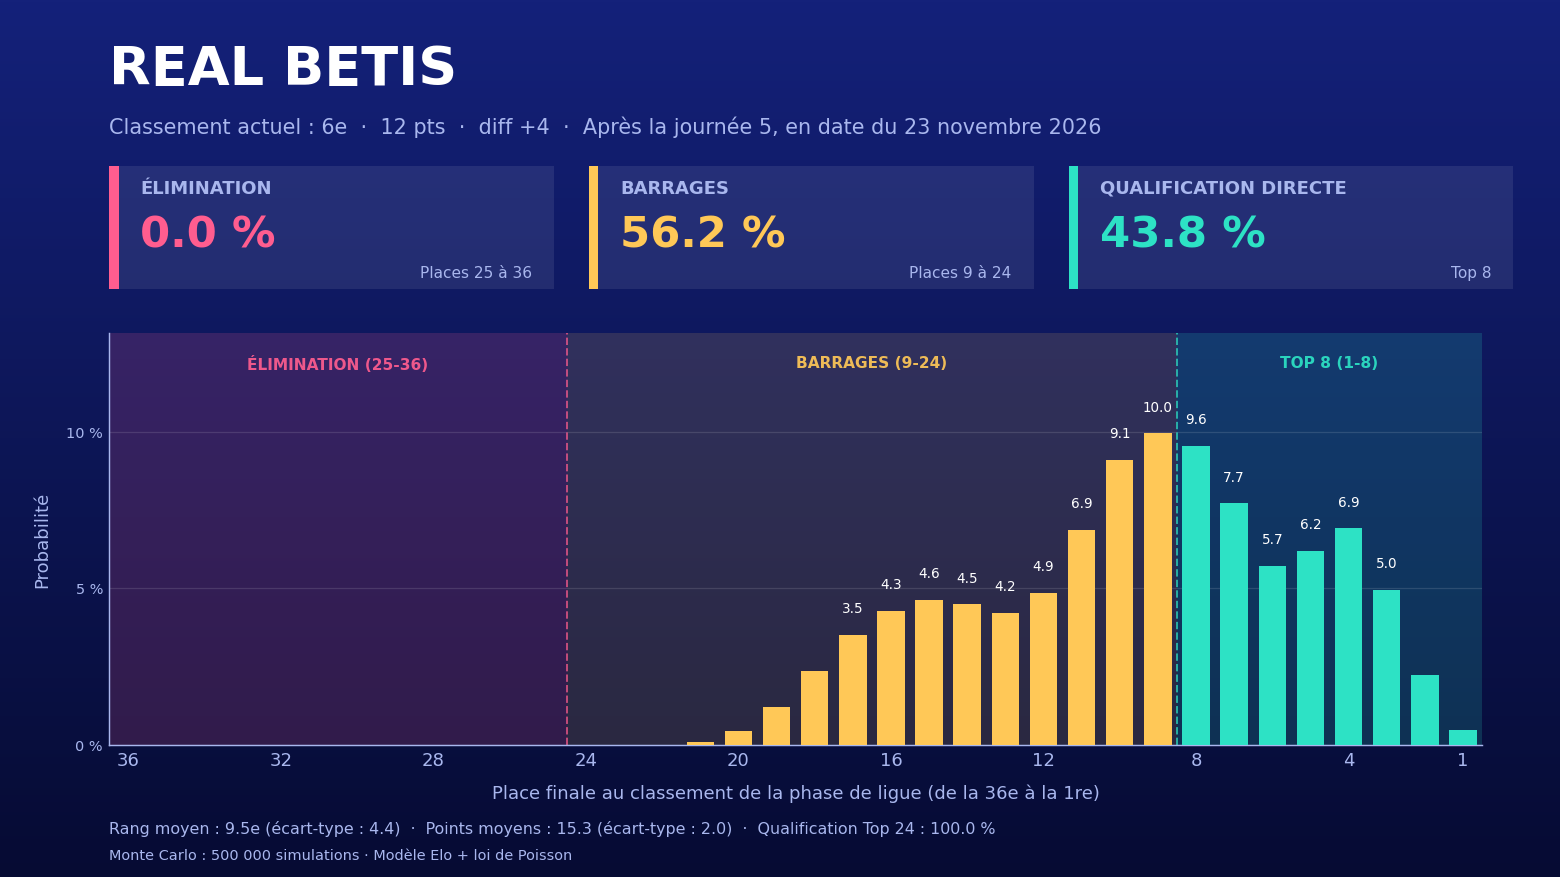 REAL BETIS
Classement actuel : 6e · 12 pts · diff +4 · Après la journée 5, en date du 23 novembre 2026
ÉLIMINATION
0.0 %
Places 25 à 36
BARRAGES
56.2 %
Places 9 à 24
QUALIFICATION DIRECTE
43.8 %
Top 8
ÉLIMINATION (25-36)
BARRAGES (9-24)
TOP 8 (1-8)
Probabilité
10 %
5 %
0 %
3.5
4.3
4.6
4.5
4.2
4.9
6.9
9.1
10.0
9.6
7.7
5.7
6.2
6.9
5.0
36 32 28 24 20 16 12 8 4 1
Place finale au classement de la phase de ligue (de la 36e à la 1re)
Rang moyen : 9.5e (écart-type : 4.4) · Points moyens : 15.3 (écart-type : 2.0) · Qualification Top 24 : 100.0 %
Monte Carlo : 500 000 simulations · Modèle Elo + loi de Poisson